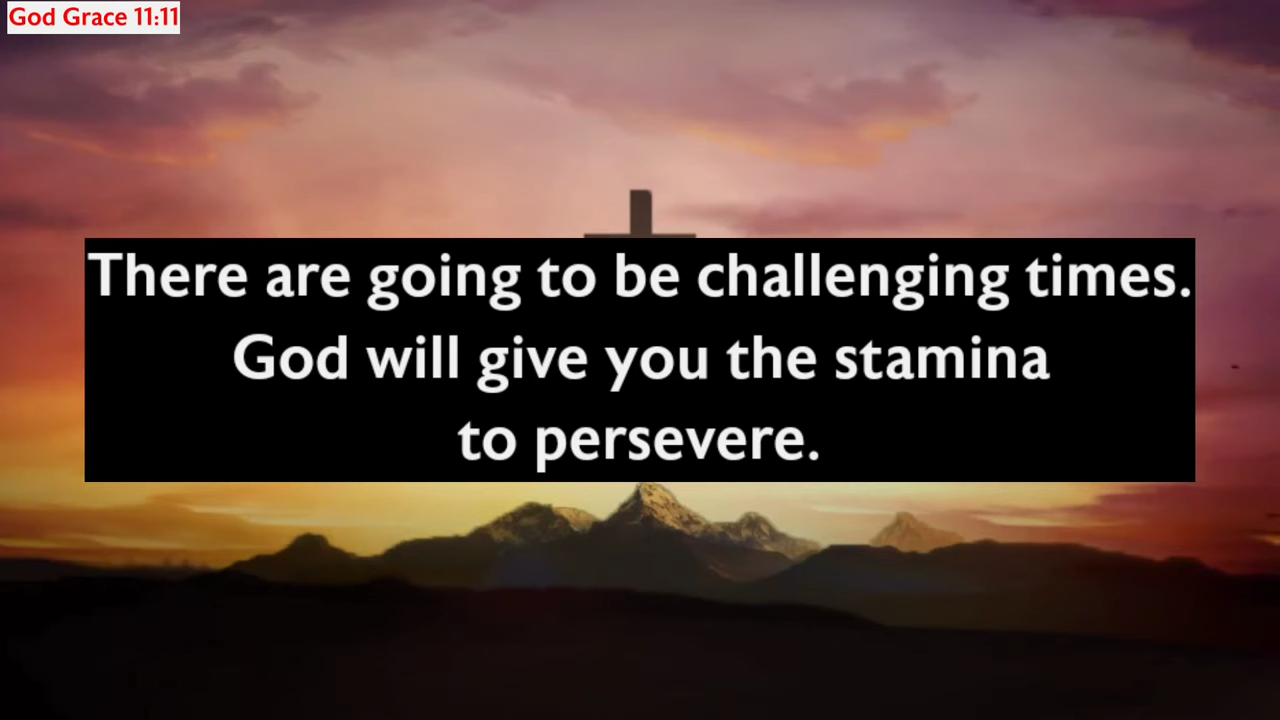 God Grace 11:11
There are going to be challenging times.
God will give you the stamina
to persevere.